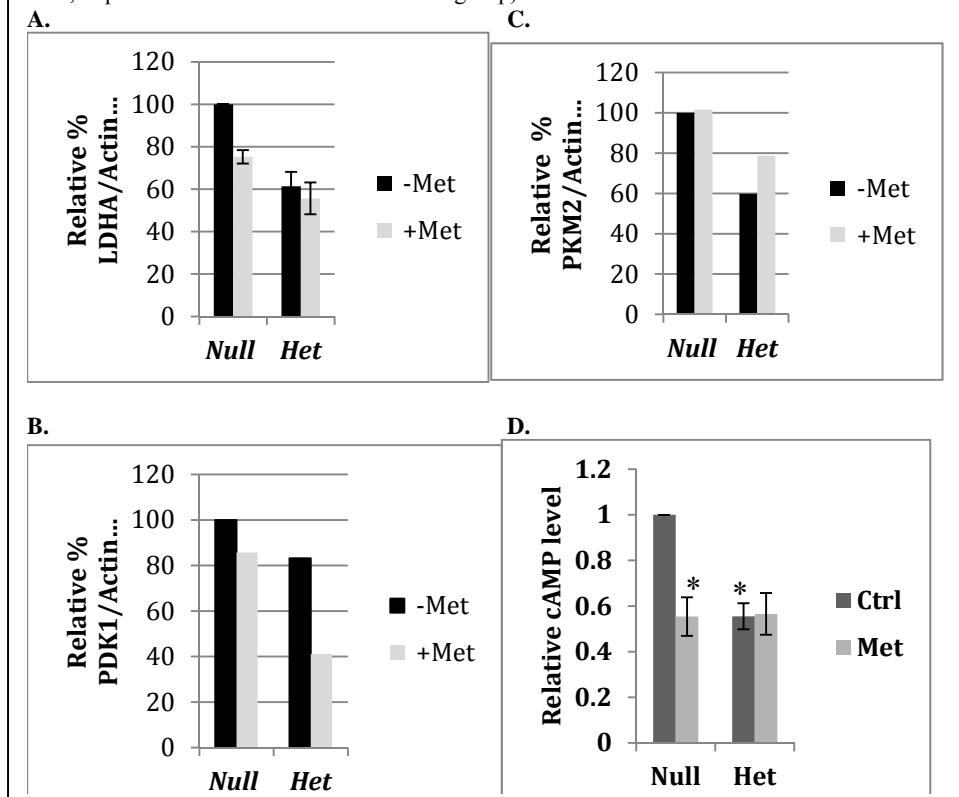 A.
120
100
80
60
40
20
0
Relative %
LDHA/Actin...
Null Het
-Met
+Met
C.
120
100
80
60
40
20
0
Relative %
PKM2/Actin...
Null Het
-Met
+Met
B.
120
100
80
60
40
20
0
Relative %
PDK1/Actin...
Null Het
-Met
+Met
D.
1.2
1
0.8
0.6
0.4
0.2
0
Relative cAMP level
* *
Null Het
Ctrl
Met